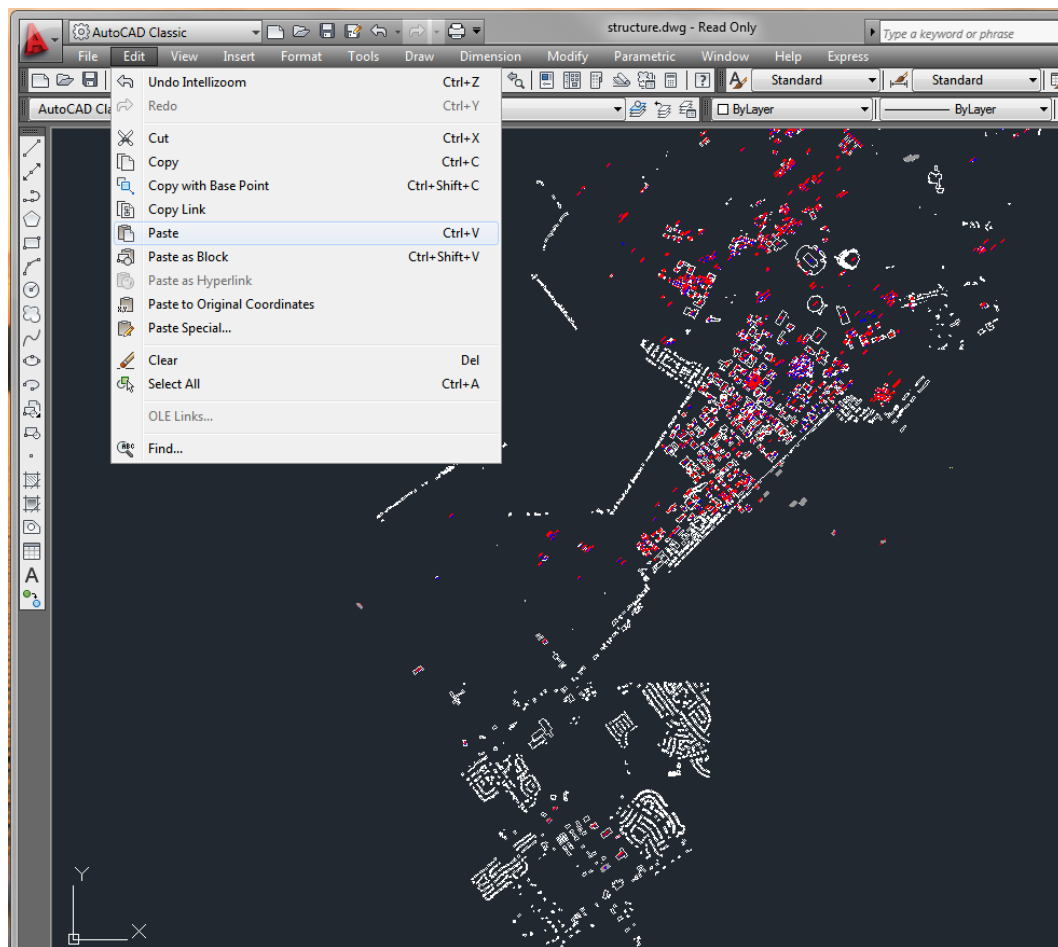 AutoCAD Classic
structure.dwg - Read Only
Type a keyword or phrase
File Edit View Insert Format Tools Draw Dimension Modify Parametric Window Help Express
Standard Standard
AutoCAD Cla ByLayer ByLayer
Undo Intellizoom Ctrl+Z
Redo Ctrl+Y
Cut Ctrl+X
Copy Ctrl+C
Copy with Base Point Ctrl+Shift+C
Copy Link
Paste Ctrl+V
Paste as Block Ctrl+Shift+V
Paste as Hyperlink
Paste to Original Coordinates
Paste Special...
Clear Del
Select All Ctrl+A
OLE Links...
Find...
A
Y
X